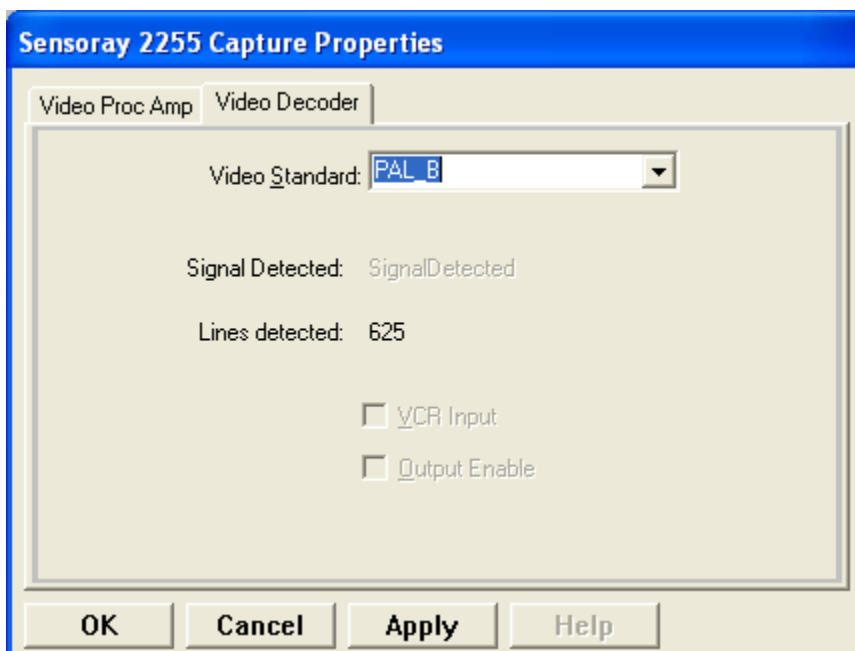 Sensoray 2255 Capture Properties
Video Proc Amp
Video Decoder
Video Standard: PAL_B
Signal Detected: SignalDetected
Lines detected: 625
VCR Input
Output Enable
OK Cancel Apply Help